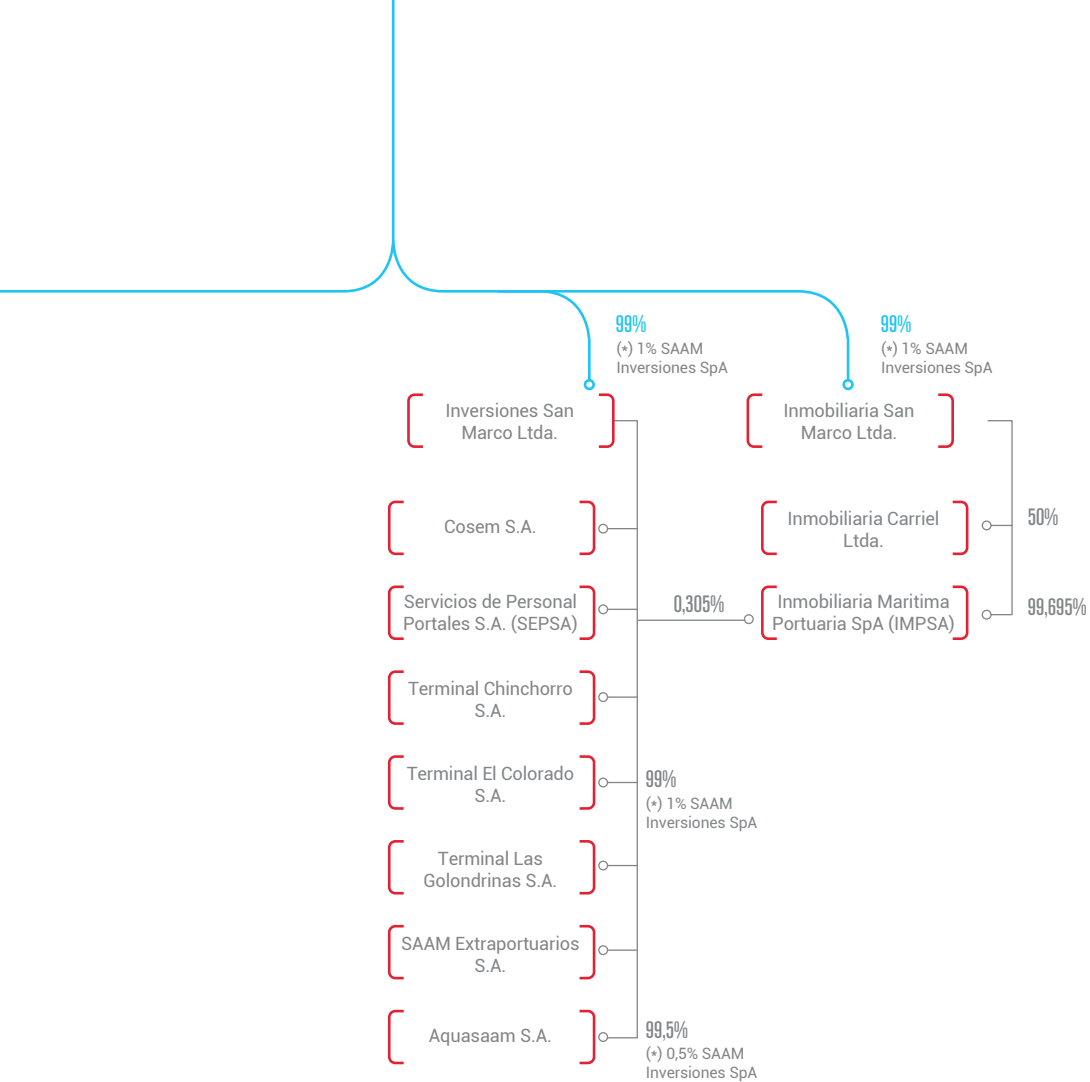 99%
(*) 1% SAAM
Inversiones SpA
99%
(*) 1% SAAM
Inversiones SpA
Inversiones San
Marco Ltda.
Inmobiliaria San
Marco Ltda.
Cosem S.A.
Inmobiliaria Carriel
Ltda.
50%
Servicios de Personal
Portales S.A. (SEPSA)
0,305%
Inmobiliaria Maritima
Portuaria SpA (IMPSA)
99,695%
Terminal Chinchorro
S.A.
Terminal El Colorado
S.A.
99%
(*) 1% SAAM
Inversiones SpA
Terminal Las
Golondrinas S.A.
SAAM Extraportuarios
S.A.
Aquasaam S.A.
99,5%
(*) 0,5% SAAM
Inversiones SpA